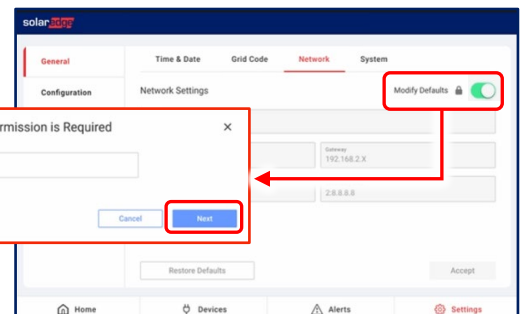 solaredge
General
Time & Date Grid Code Network System
Configuration
Network Settings
Modify Defaults
rmission is Required ×
Gateway
192.168.2.X
2:8.8.8.8
Cancel Next
Restore Defaults Accept
Home Devices Alerts Settings